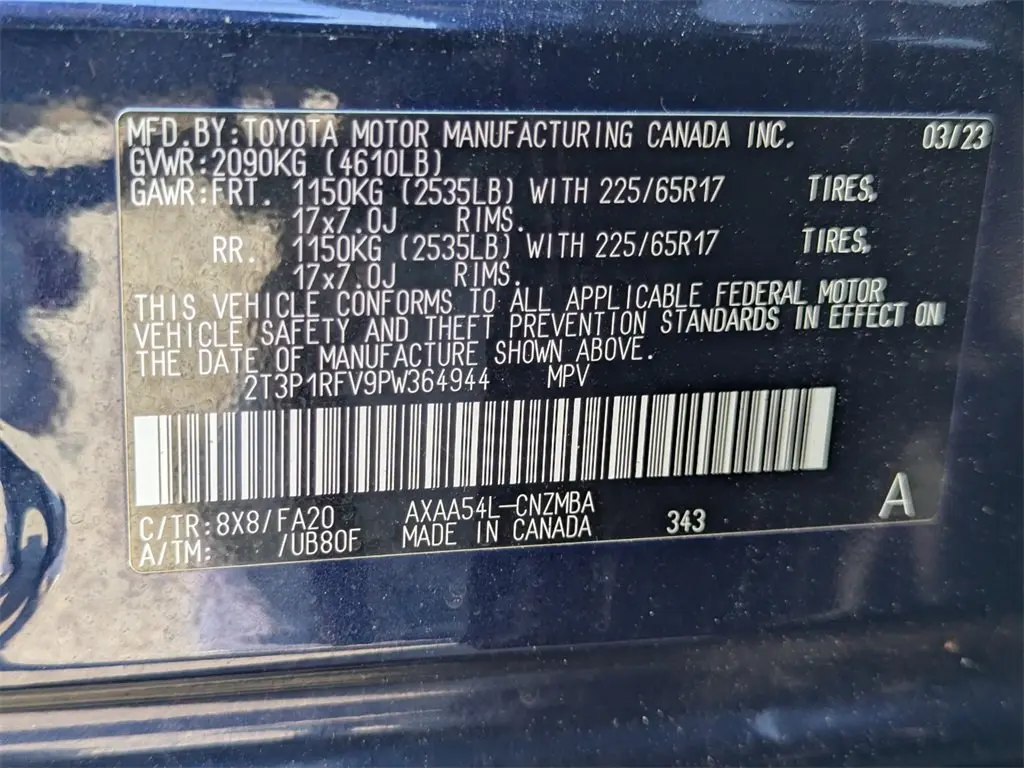 MFD.BY:TOYOTA MOTOR MANUFACTURING CANADA INC. 03/23
GVWR:2090KG (4610LB)
GAWR:FRT. 1150KG (2535LB) WITH 225/65R17 TIRES,
17x7.0J RIMS.
RR. 1150KG (2535LB) WITH 225/65R17 TIRES,
17x7.0J RIMS.
THIS VEHICLE CONFORMS TO ALL APPLICABLE FEDERAL MOTOR
VEHICLE SAFETY AND THEFT PREVENTION STANDARDS IN EFFECT ON
THE DATE OF MANUFACTURE SHOWN ABOVE.
2T3P1RFV9PW364944 MPV
C/TR:8X8/FA20 AXAA54L-CNZMBA 343 A
A/TM: /UB80F MADE IN CANADA